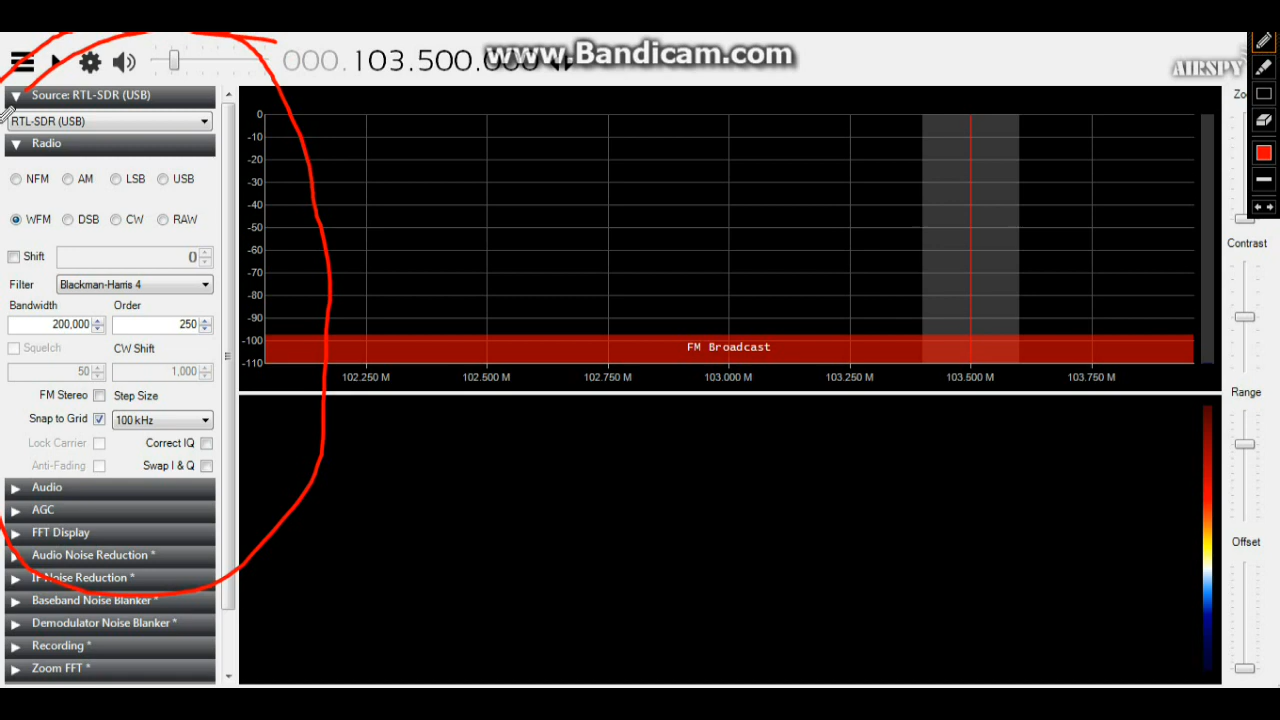 www.Bandicam.com
000.103.500.000
AIRSPY
Source: RTL-SDR (USB)
RTL-SDR (USB)
Radio
NFM AM LSB USB
WFM DSB CW RAW
Shift 0
Filter Blackman-Harris 4
Bandwidth Order
200,000 250
Squelch CW Shift
50 1,000
FM Stereo Step Size
Snap to Grid 100 kHz
Lock Carrier Correct IQ
Anti-Fading Swap I & Q
Audio
AGC
FFT Display
Audio Noise Reduction *
IF Noise Reduction *
Baseband Noise Blanker *
Demodulator Noise Blanker *
Recording *
Zoom FFT *
0
-10
-20
-30
-40
-50
-60
-70
-80
-90
-100
-110
FM Broadcast
102.250 M 102.500 M 102.750 M 103.000 M 103.250 M 103.500 M 103.750 M
Zo
Contrast
Range
Offset